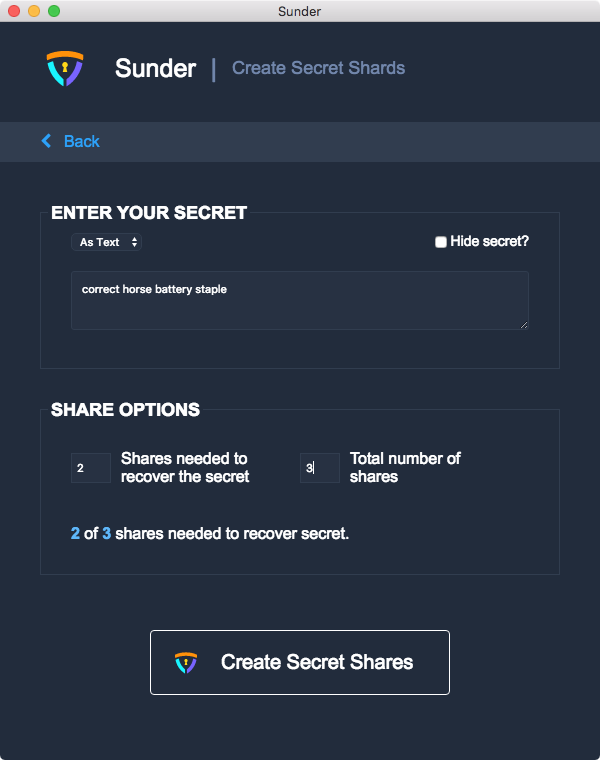 Sunder
Sunder | Create Secret Shards
Back
ENTER YOUR SECRET
As Text
Hide secret?
correct horse battery staple
SHARE OPTIONS
2
Shares needed to
recover the secret
3
Total number of
shares
2 of 3 shares needed to recover secret.
Create Secret Shares